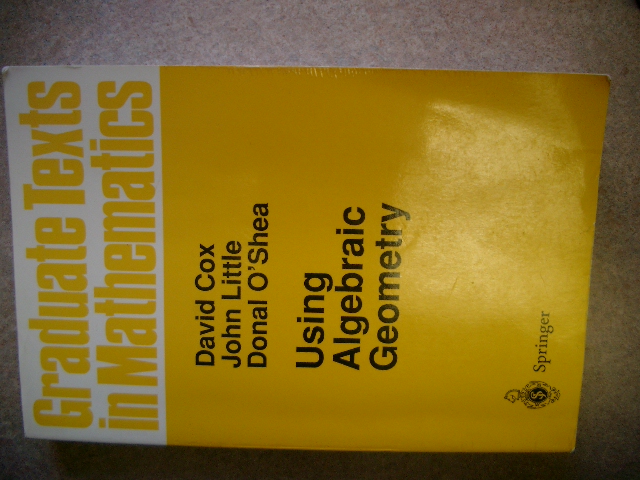 Graduate Texts
in Mathematics
David Cox
John Little
Donal O'Shea
Using
Algebraic
Geometry
Springer